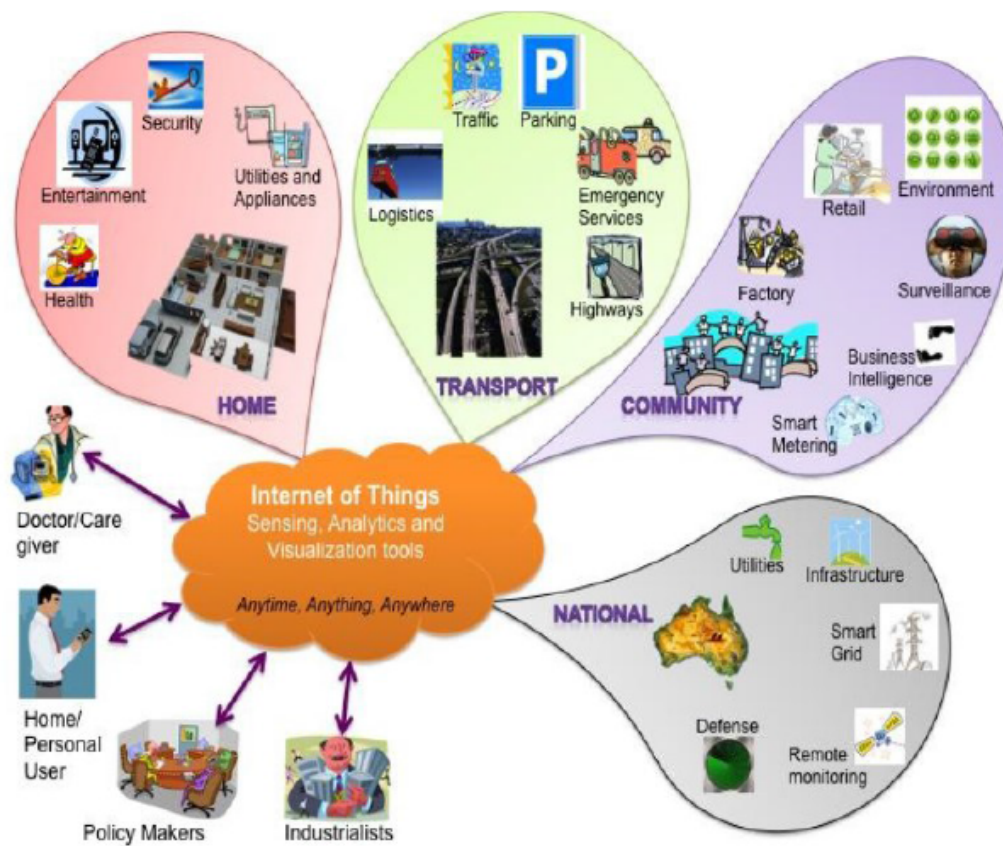 Security
Entertainment
Utilities and
Appliances
Health
HOME
Traffic
Parking
P
Logistics
Emergency
Services
Highways
TRANSPORT
Retail
Environment
Factory
Surveillance
Business
Intelligence
COMMUNITY
Smart
Metering
Internet of Things
Sensing, Analytics and
Visualization tools
Anytime, Anything, Anywhere
Doctor/Care
giver
Home/
Personal
User
Policy Makers
Industrialists
NATIONAL
Utilities
Infrastructure
Smart
Grid
Defense
Remote
monitoring